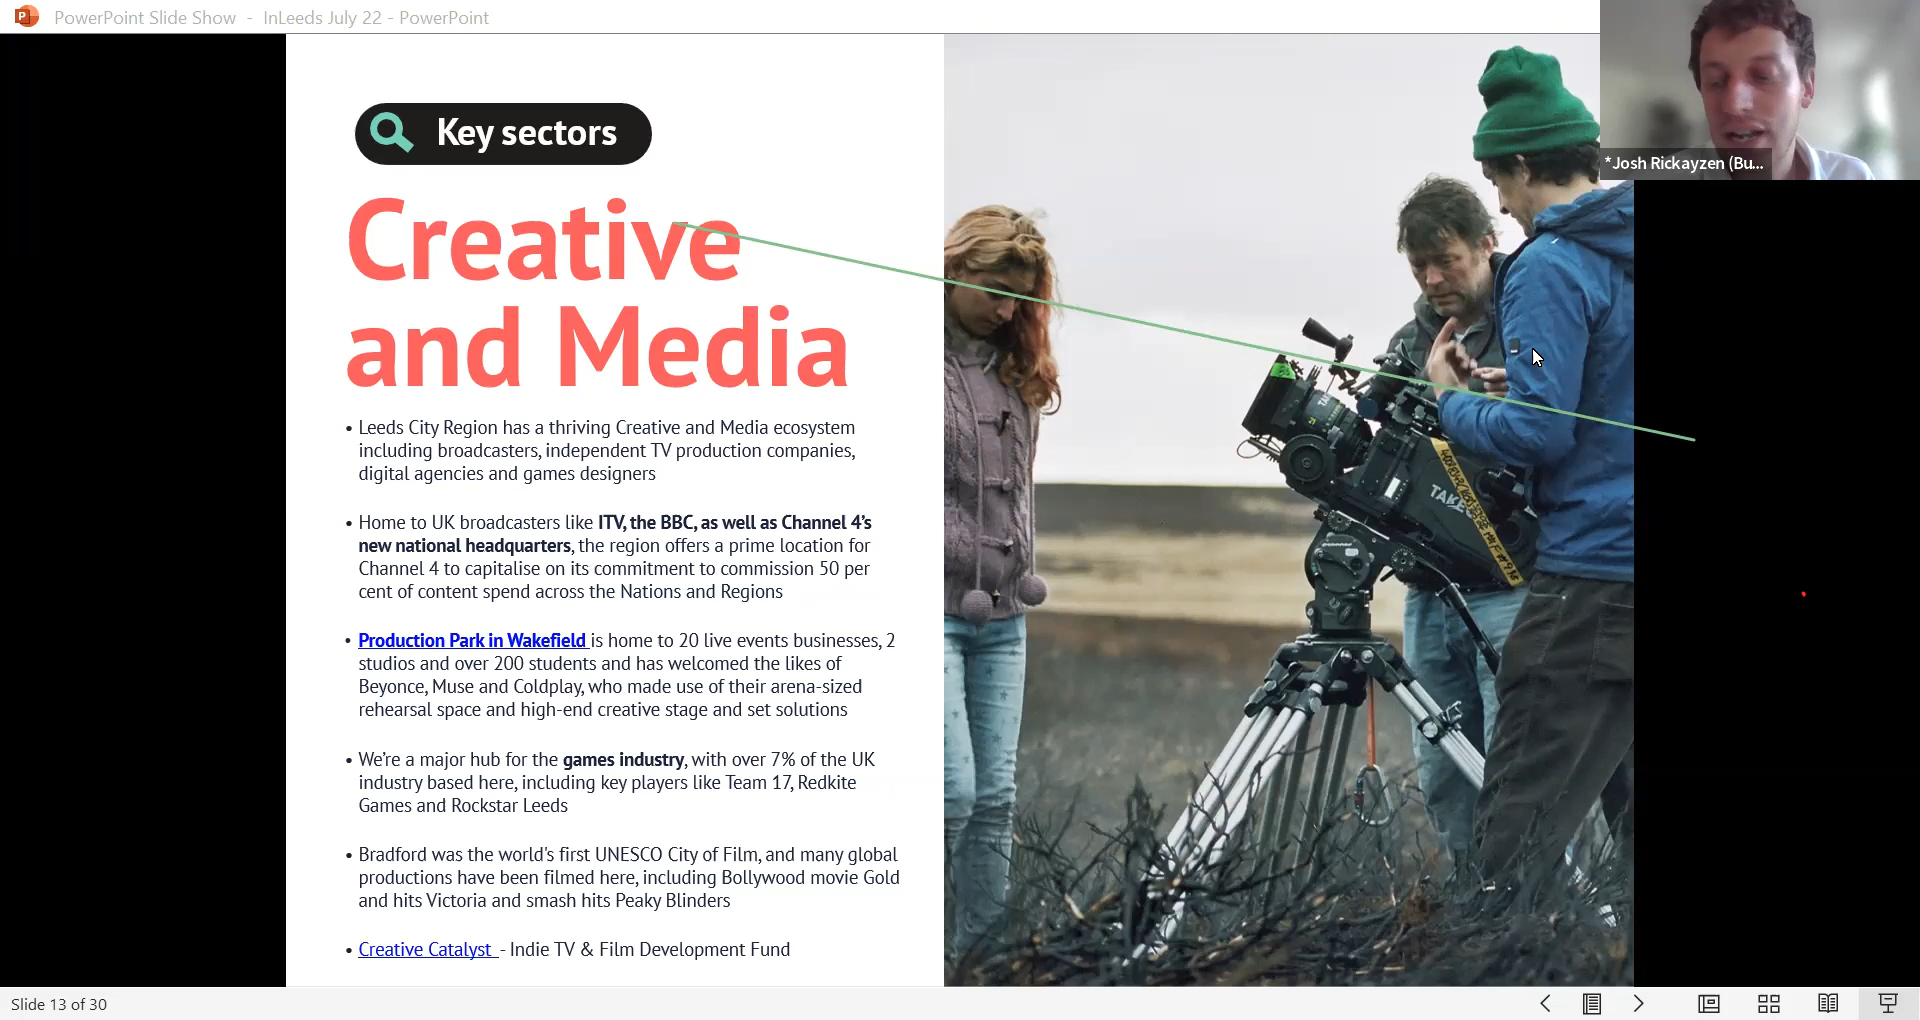 PowerPoint Slide Show - InLeeds July 22 - PowerPoint
*Josh Rickayzen (Bu...
Key sectors
Creative
and Media
• Leeds City Region has a thriving Creative and Media ecosystem
including broadcasters, independent TV production companies,
digital agencies and games designers
• Home to UK broadcasters like ITV, the BBC, as well as Channel 4’s
new national headquarters, the region offers a prime location for
Channel 4 to capitalise on its commitment to commission 50 per
cent of content spend across the Nations and Regions
• Production Park in Wakefield is home to 20 live events businesses, 2
studios and over 200 students and has welcomed the likes of
Beyonce, Muse and Coldplay, who made use of their arena-sized
rehearsal space and high-end creative stage and set solutions
• We’re a major hub for the games industry, with over 7% of the UK
industry based here, including key players like Team 17, Redkite
Games and Rockstar Leeds
• Bradford was the world's first UNESCO City of Film, and many global
productions have been filmed here, including Bollywood movie Gold
and hits Victoria and smash hits Peaky Blinders
• Creative Catalyst - Indie TV & Film Development Fund
Slide 13 of 30